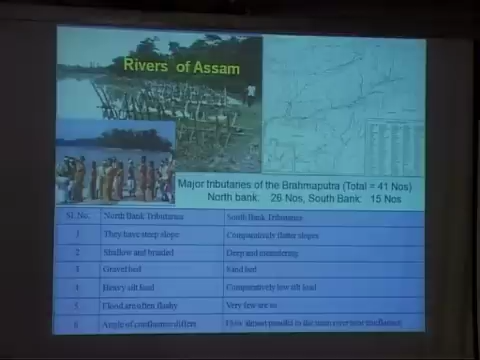 Rivers of Assam
Major tributaries of the Brahmaputra (Total = 41 Nos)
North bank: 26 Nos, South Bank: 15 Nos
Sl. No. North Bank Tributaries South Bank Tributaries
1 They have steep slope Comparatively flatter slopes
2 Shallow and braided Deep and meandering
3 Gravel bed Sand bed
4 Heavy silt load Comparatively low silt load
5 Flood are often flashy Very few are so
6 Angle of confluence differs Flow almost parallel to the main river near